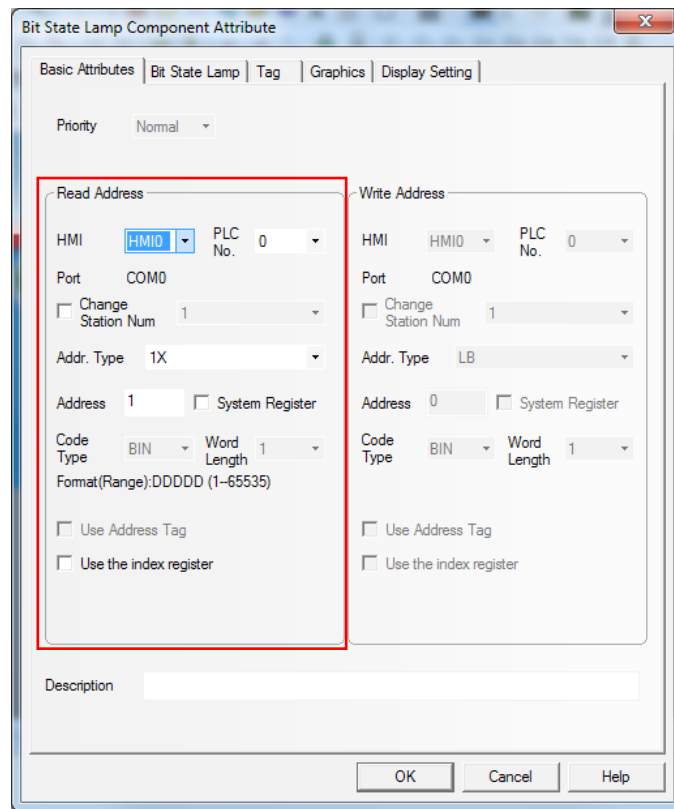 Bit State Lamp Component Attribute
Basic Attributes Bit State Lamp Tag Graphics Display Setting
Priority Normal
Read Address
HMI HMI0 PLC No. 0
Port COM0
Change Station Num 1
Addr. Type 1X
Address 1 System Register
Code Type BIN Word Length 1
Format(Range):DDDDD (1--65535)
Use Address Tag
Use the index register
Write Address
HMI HMI0 PLC No. 0
Port COM0
Change Station Num 1
Addr. Type LB
Address 0 System Register
Code Type BIN Word Length 1
Use Address Tag
Use the index register
Description
OK Cancel Help